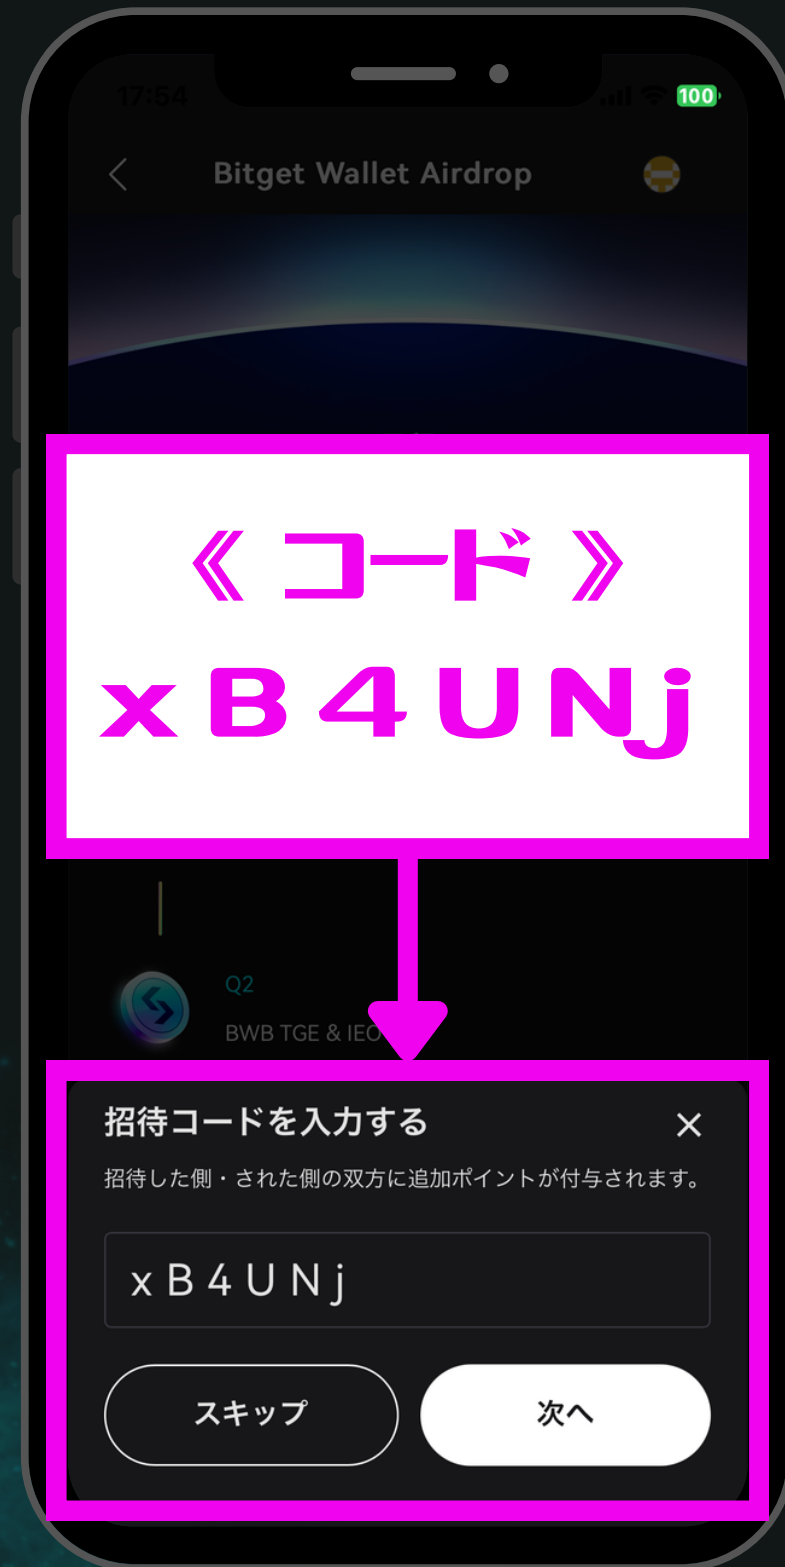 17:54
100
Bitget Wallet Airdrop
《 コード 》
xB4UNj
Q2
BWB TGE & IEO
招待コードを入力する
招待した側・された側の双方に追加ポイントが付与されます。
xB4UNj
スキップ
次へ